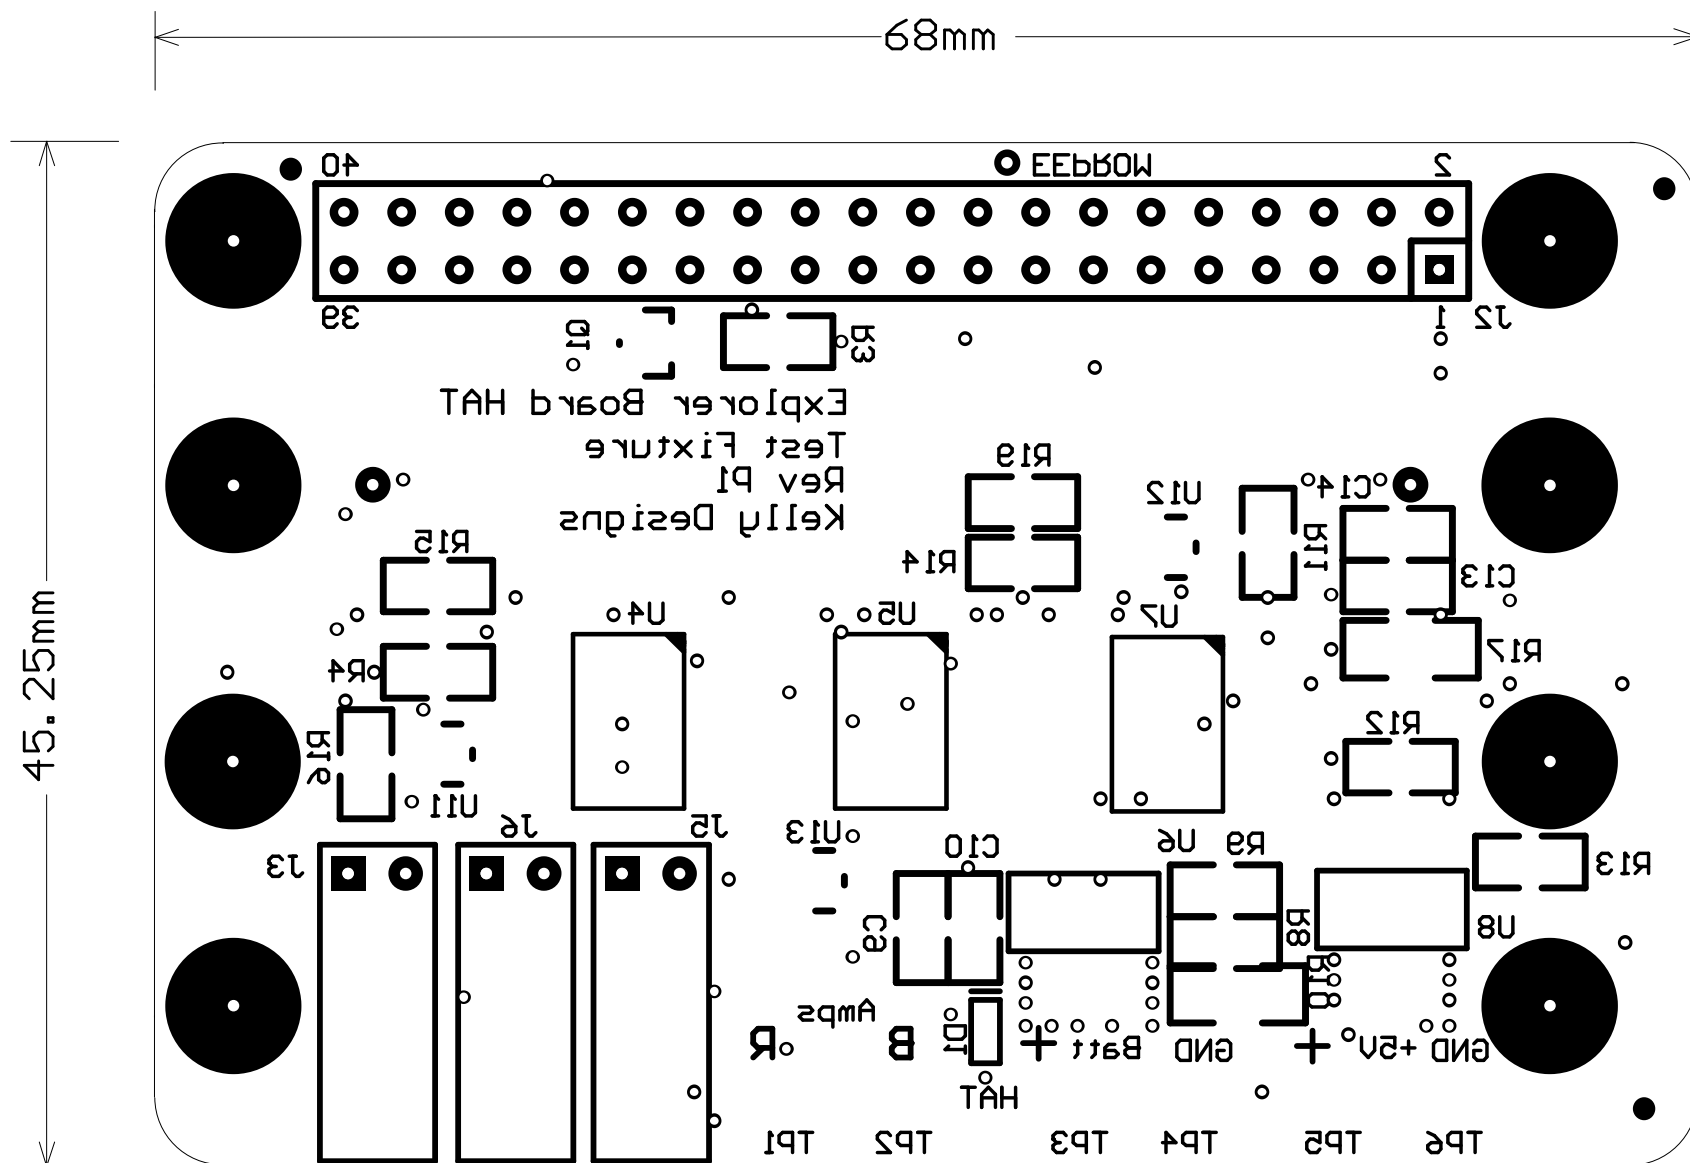 68mm
45.25mm
40
EEPROM
2
39
1
J2
Q1
R3
Explorer Board HAT
Test Fixture
Rev P1
Kelly Designs
R19
U12
C14
R15
R14
R11
C13
U4
U5
U7
R17
R4
R16
R12
U11
J6
J5
U13
C10
U6
R9
R13
J3
C9
R8
U8
R10
Amps
R
B
D1
+
Batt
GND
+
+5V
GND
HAT
TP1
TP2
TP3
TP4
TP5
TP6